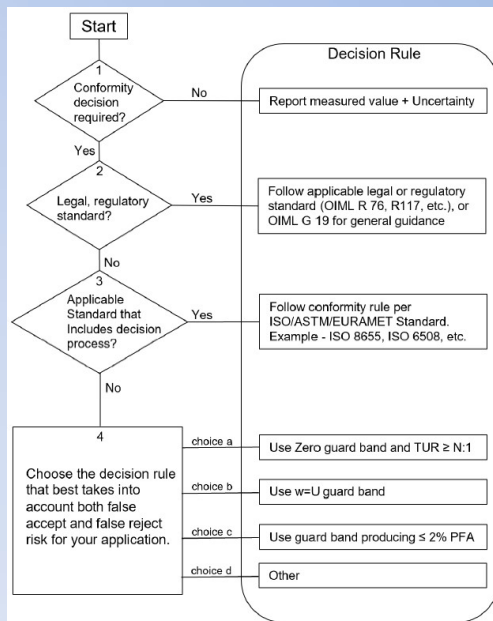 Start
Decision Rule
1
Conformity
decision
required?
No
Report measured value + Uncertainty
Yes
2
Legal, regulatory
standard?
Yes
Follow applicable legal or regulatory
standard (OIML R 76, R117, etc.), or
OIML G 19 for general guidance
No
3
Applicable
Standard that
Includes decision
process?
Yes
Follow conformity rule per
ISO/ASTM/EURAMET Standard.
Example - ISO 8655, ISO 6508, etc.
No
4
Choose the decision rule
that best takes into
account both false
accept and false reject
risk for your application.
choice a
Use Zero guard band and TUR ≥ N:1
choice b
Use w=U guard band
choice c
Use guard band producing ≤ 2% PFA
choice d
Other